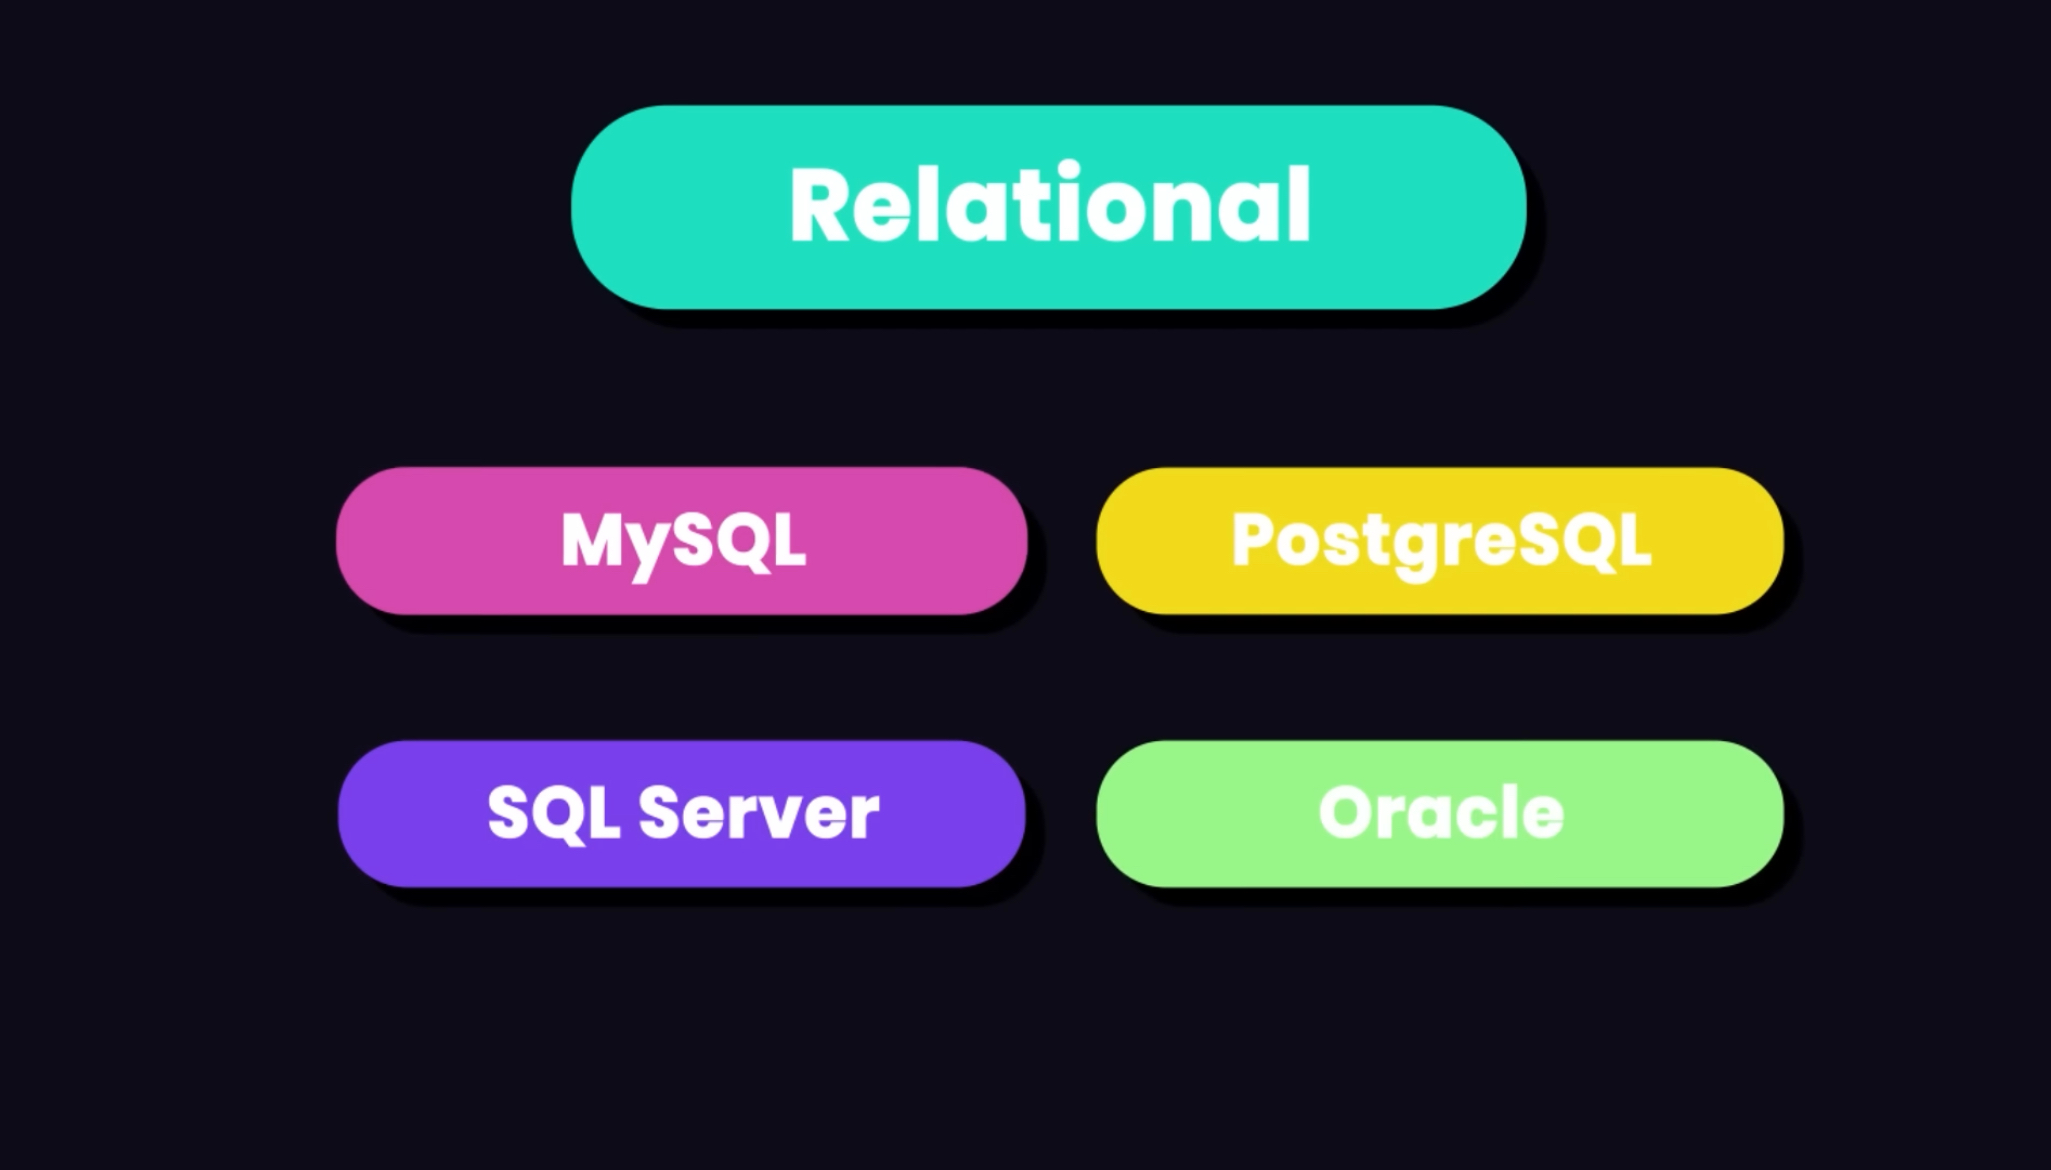 Relational
MySQL
PostgreSQL
SQL Server
Oracle